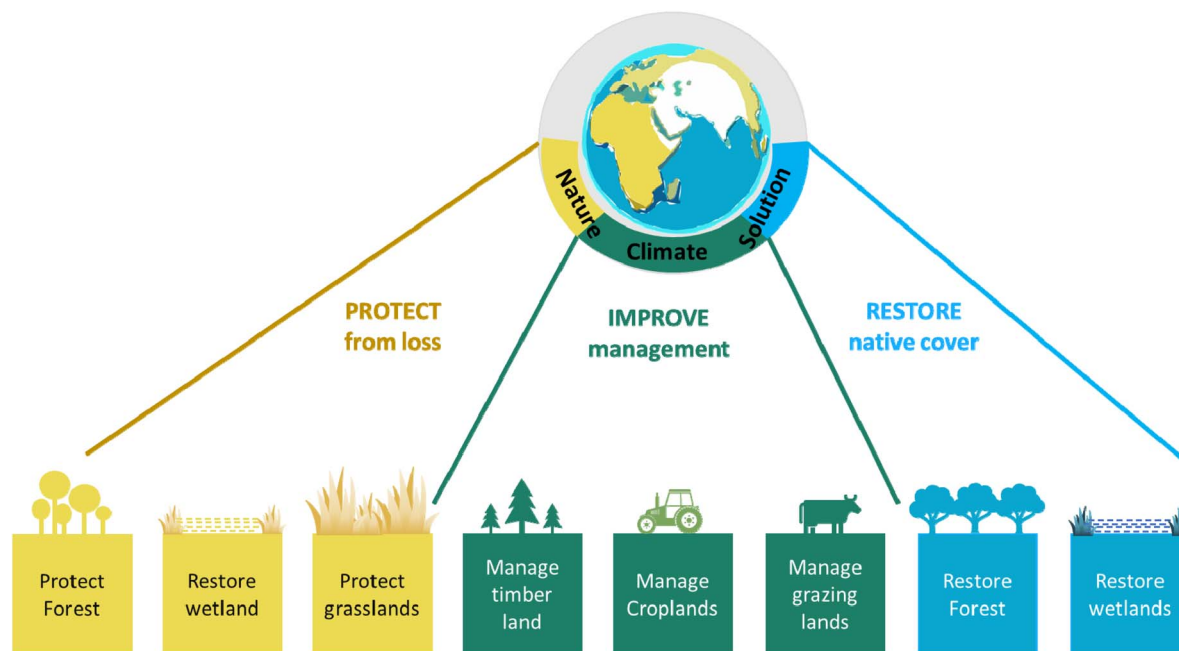 Nature
Climate
Solution
PROTECT
from loss
IMPROVE
management
RESTORE
native cover
Protect
Forest
Restore
wetland
Protect
grasslands
Manage
timber
land
Manage
Croplands
Manage
grazing
lands
Restore
Forest
Restore
wetlands